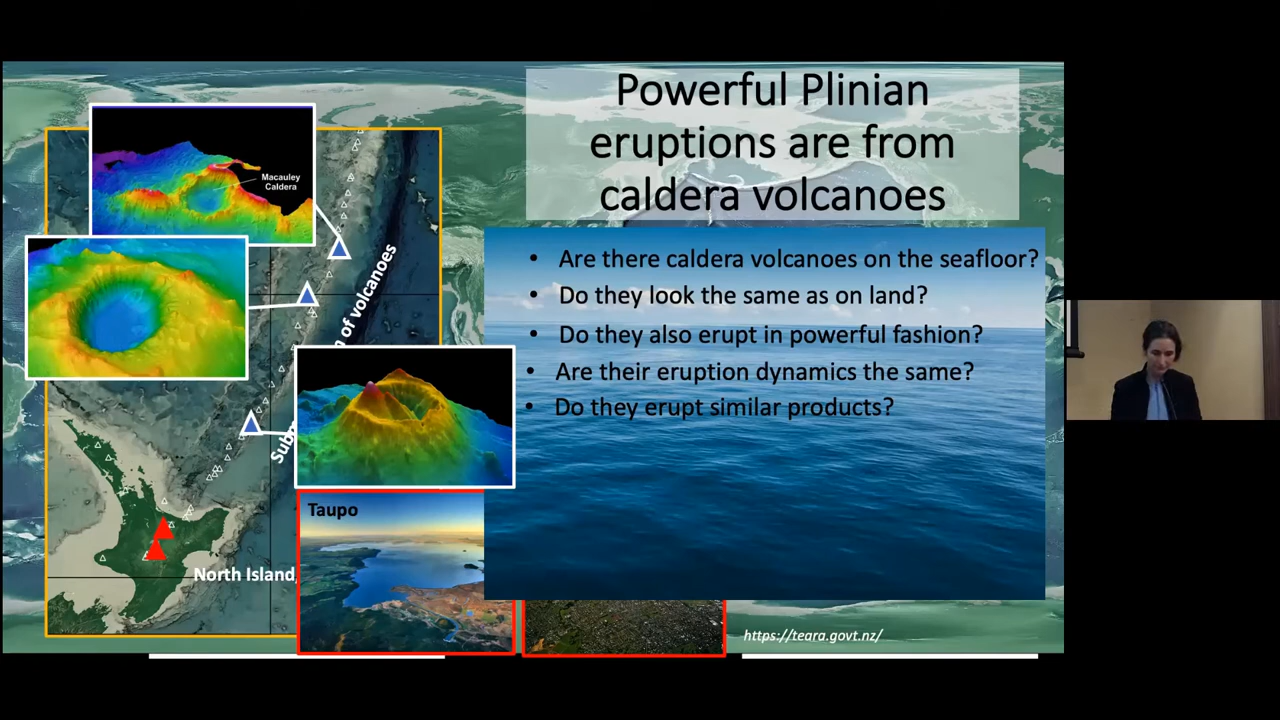 Powerful Plinian
eruptions are from
caldera volcanoes
Macauley
Caldera
of volcanoes
North Island,
Taupo
• Are there caldera volcanoes on the seafloor?
• Do they look the same as on land?
• Do they also erupt in powerful fashion?
• Are their eruption dynamics the same?
• Do they erupt similar products?
https://teara.govt.nz/